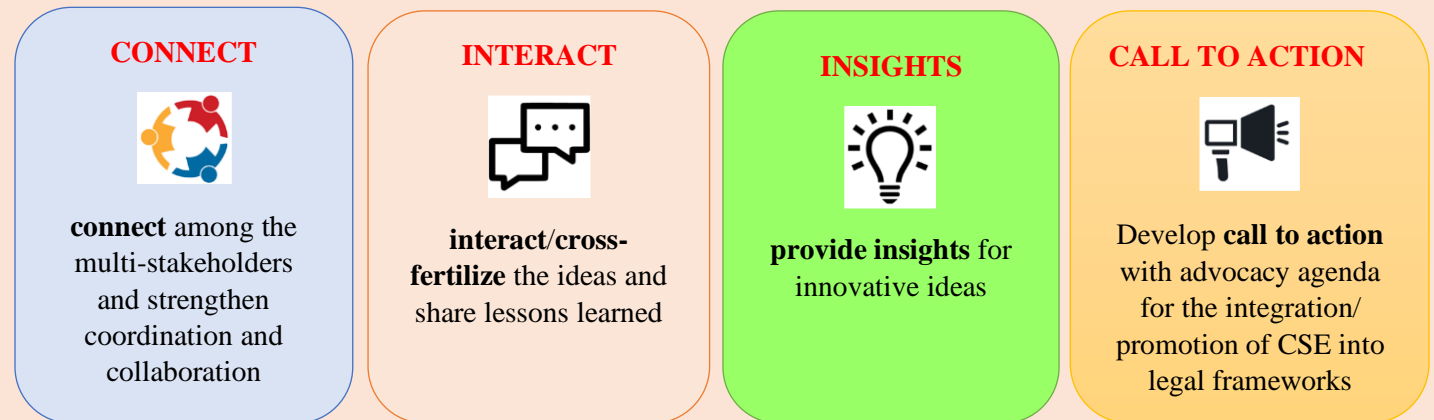 CONNECT
connect among the
multi-stakeholders
and strengthen
coordination and
collaboration
INTERACT
interact/cross-
fertilize the ideas and
share lessons learned
INSIGHTS
provide insights for
innovative ideas
CALL TO ACTION
Develop call to action
with advocacy agenda
for the integration/
promotion of CSE into
legal frameworks